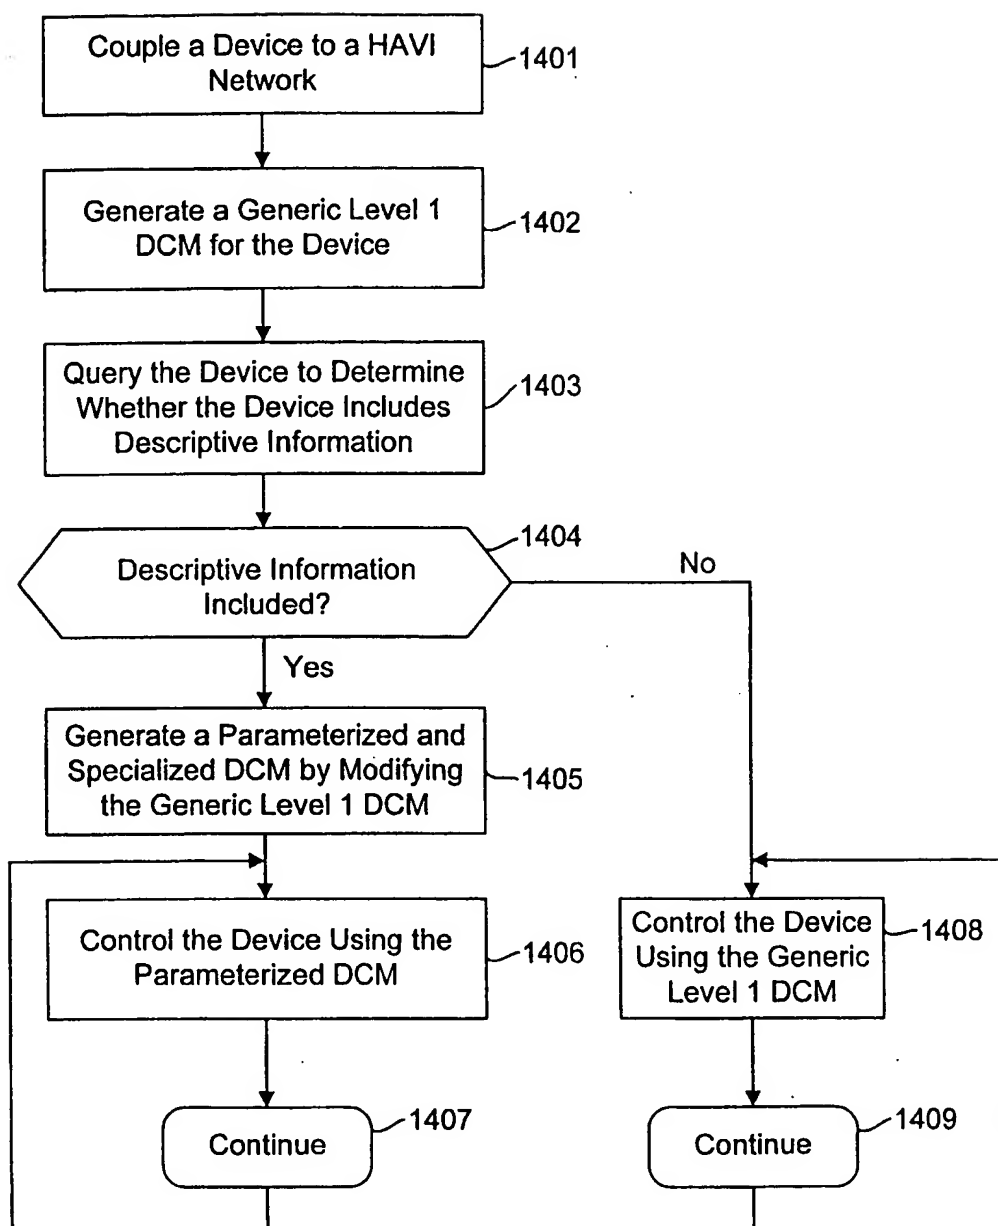 Couple a Device to a HAVI
Network
1401
Generate a Generic Level 1
DCM for the Device
1402
Query the Device to Determine
Whether the Device Includes
Descriptive Information
1403
Descriptive Information
Included?
1404
No
Yes
Generate a Parameterized and
Specialized DCM by Modifying
the Generic Level 1 DCM
1405
Control the Device Using the
Parameterized DCM
1406
Control the Device
Using the Generic
Level 1 DCM
1408
Continue
1407
Continue
1409